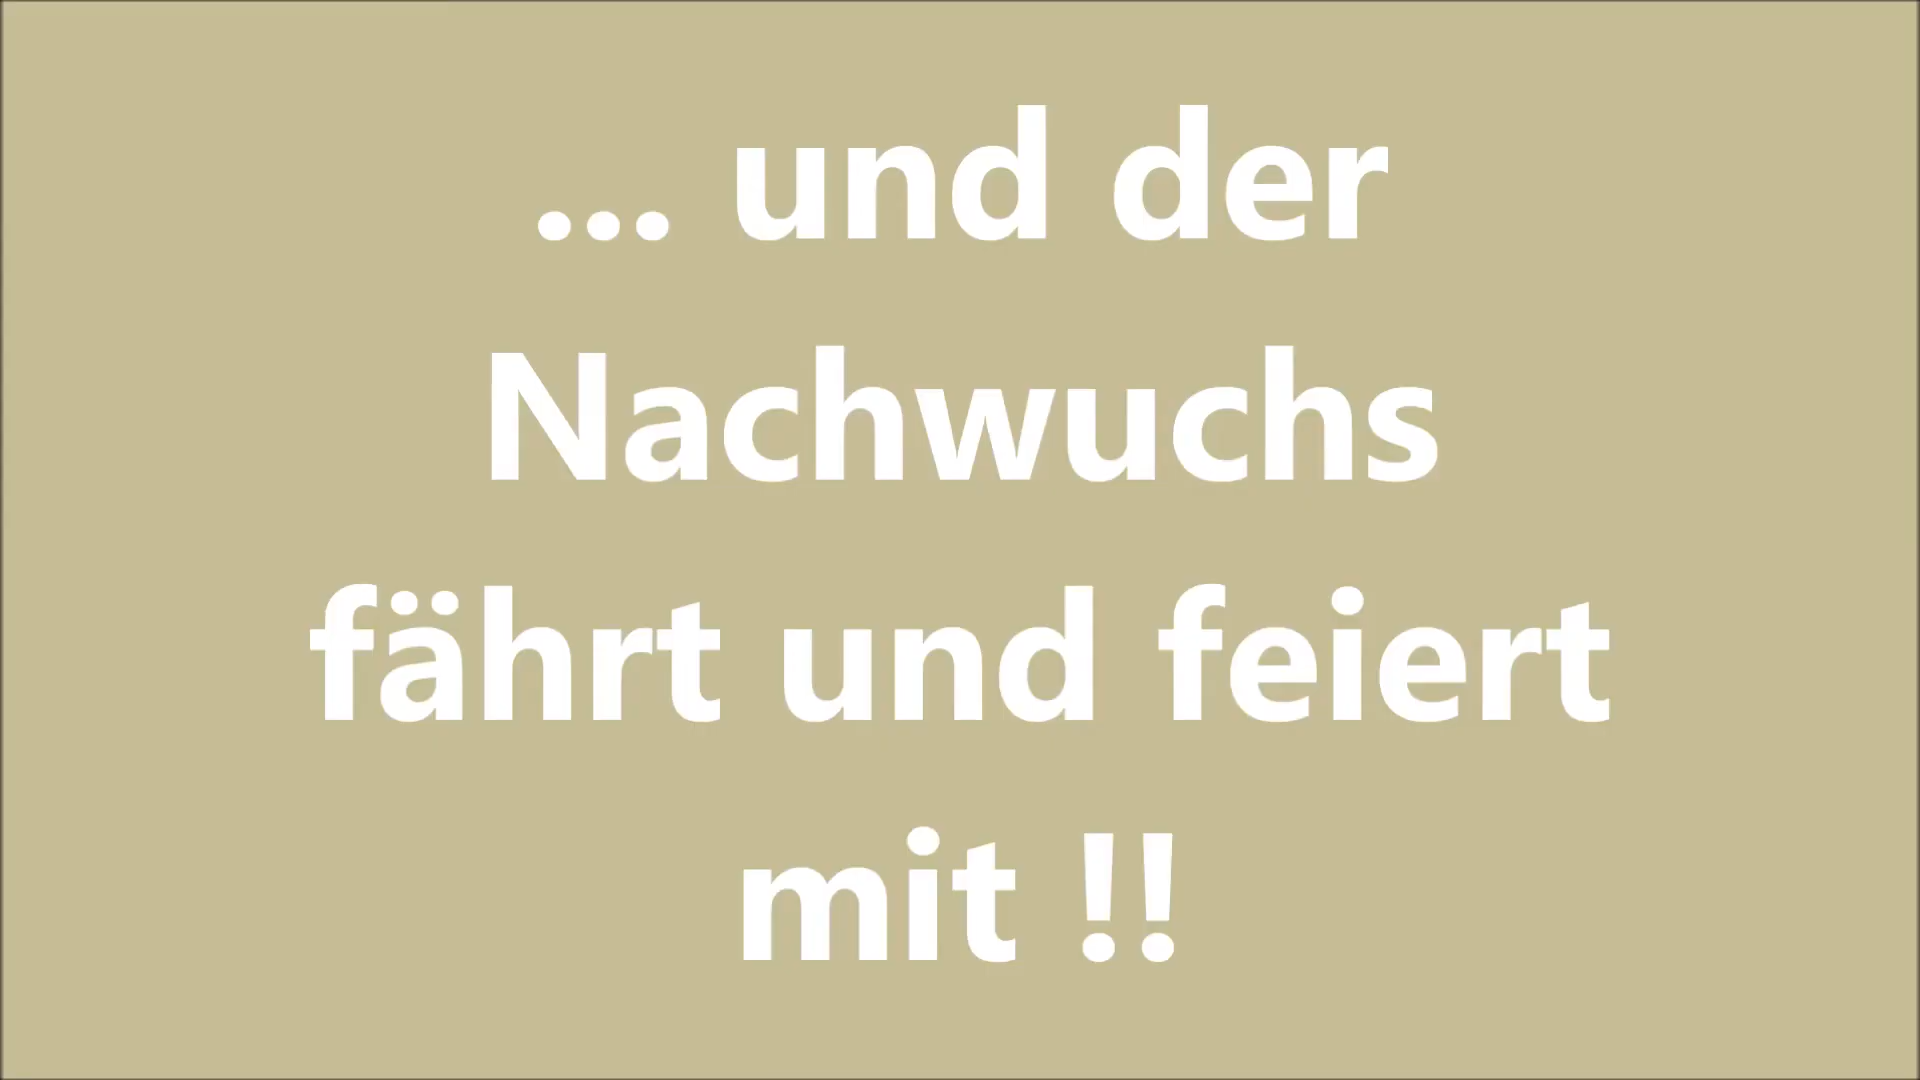 ... und der
Nachwuchs
fährt und feiert
mit !!